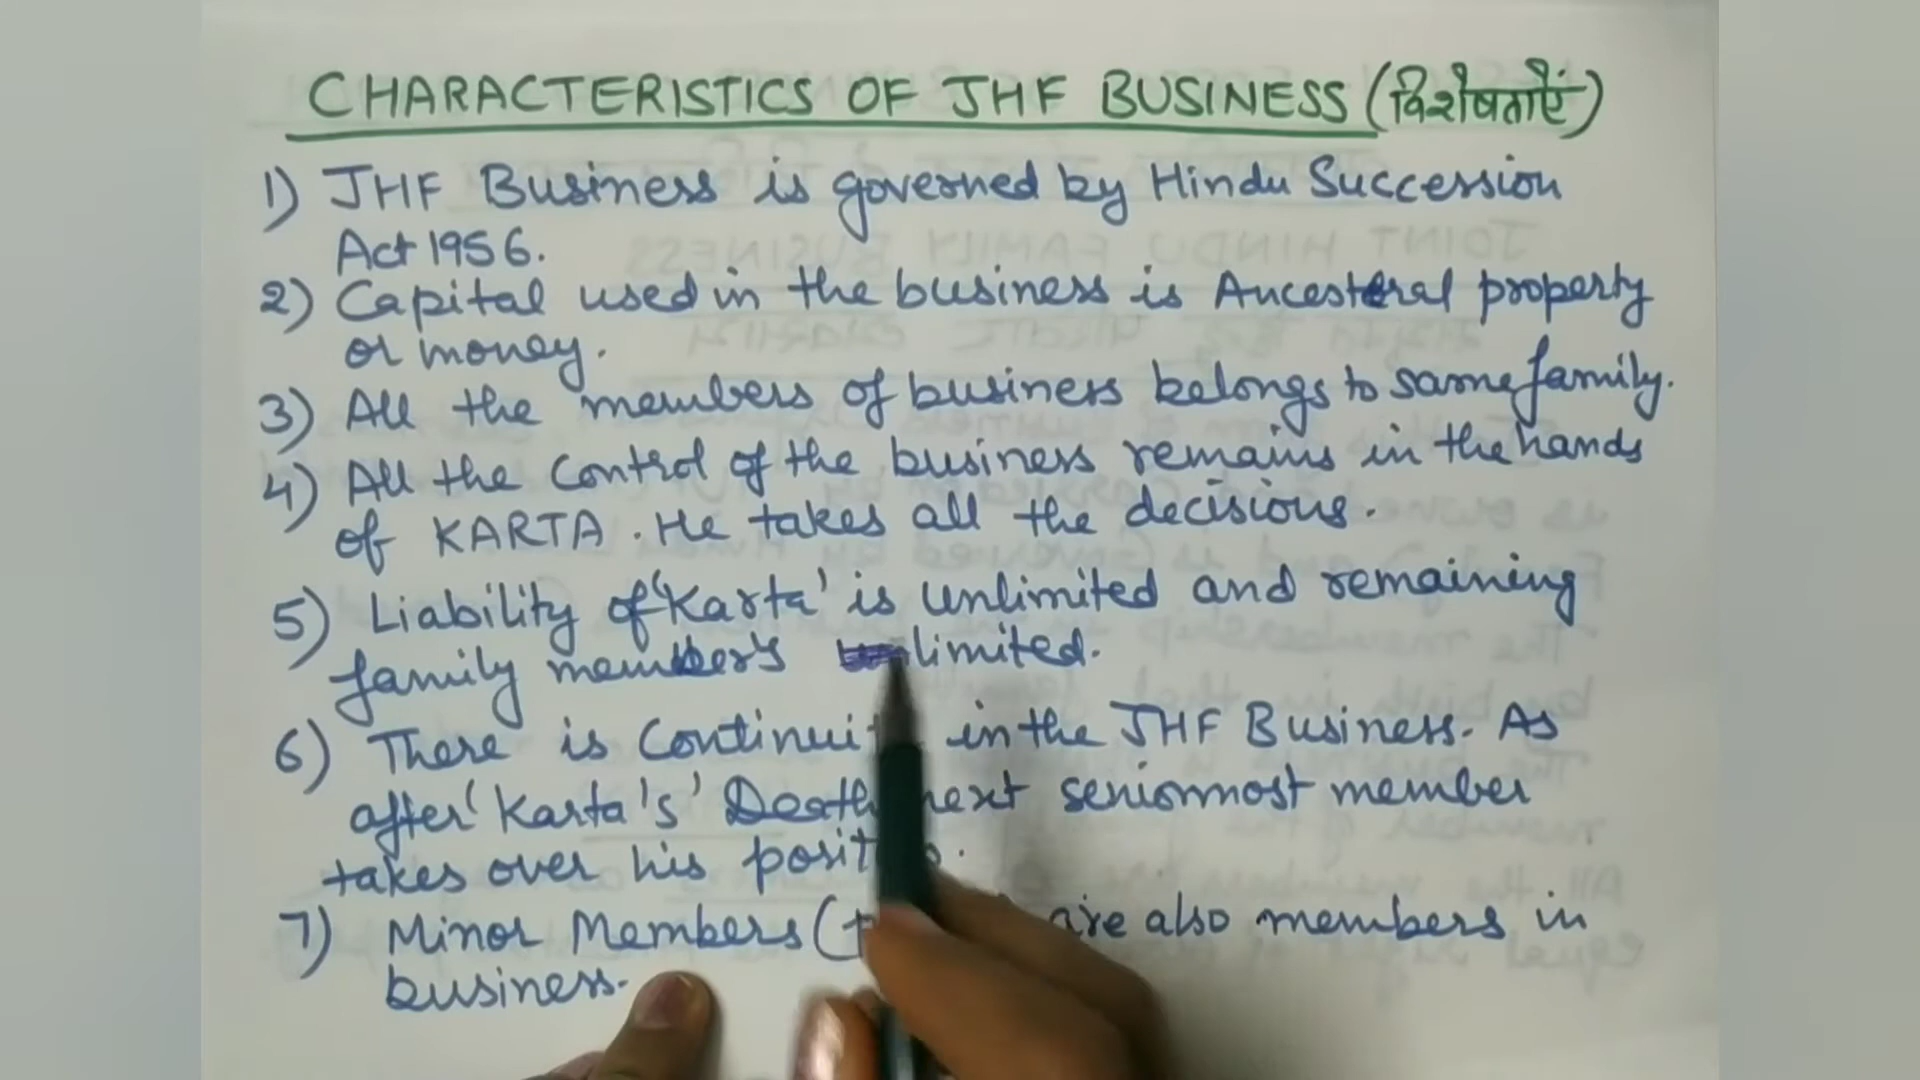 CHARACTERISTICS OF JHF BUSINESS (विशेषताएं)
1) JHF Business is governed by Hindu Succession
Act 1956.
2) Capital used in the business is Ancesteral property
or money.
3) All the members of business belongs to same family.
4) All the control of the business remains in the hands
of KARTA. He takes all the decisions.
5) Liability of 'Karta' is unlimited and remaining
family members limited.
6) There is in the JHF Business. As
after 'Karta's' Death next seniormost member
takes over his
7) Minor Members ( are also members in
business.